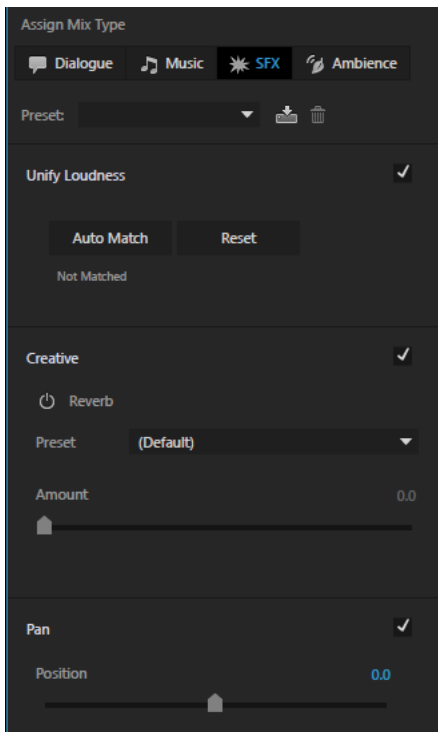 Assign Mix Type
Dialogue Music SFX Ambience
Preset:
Unify Loudness
Auto Match Reset
Not Matched
Creative
Reverb
Preset (Default)
Amount 0.0
Pan
Position 0.0